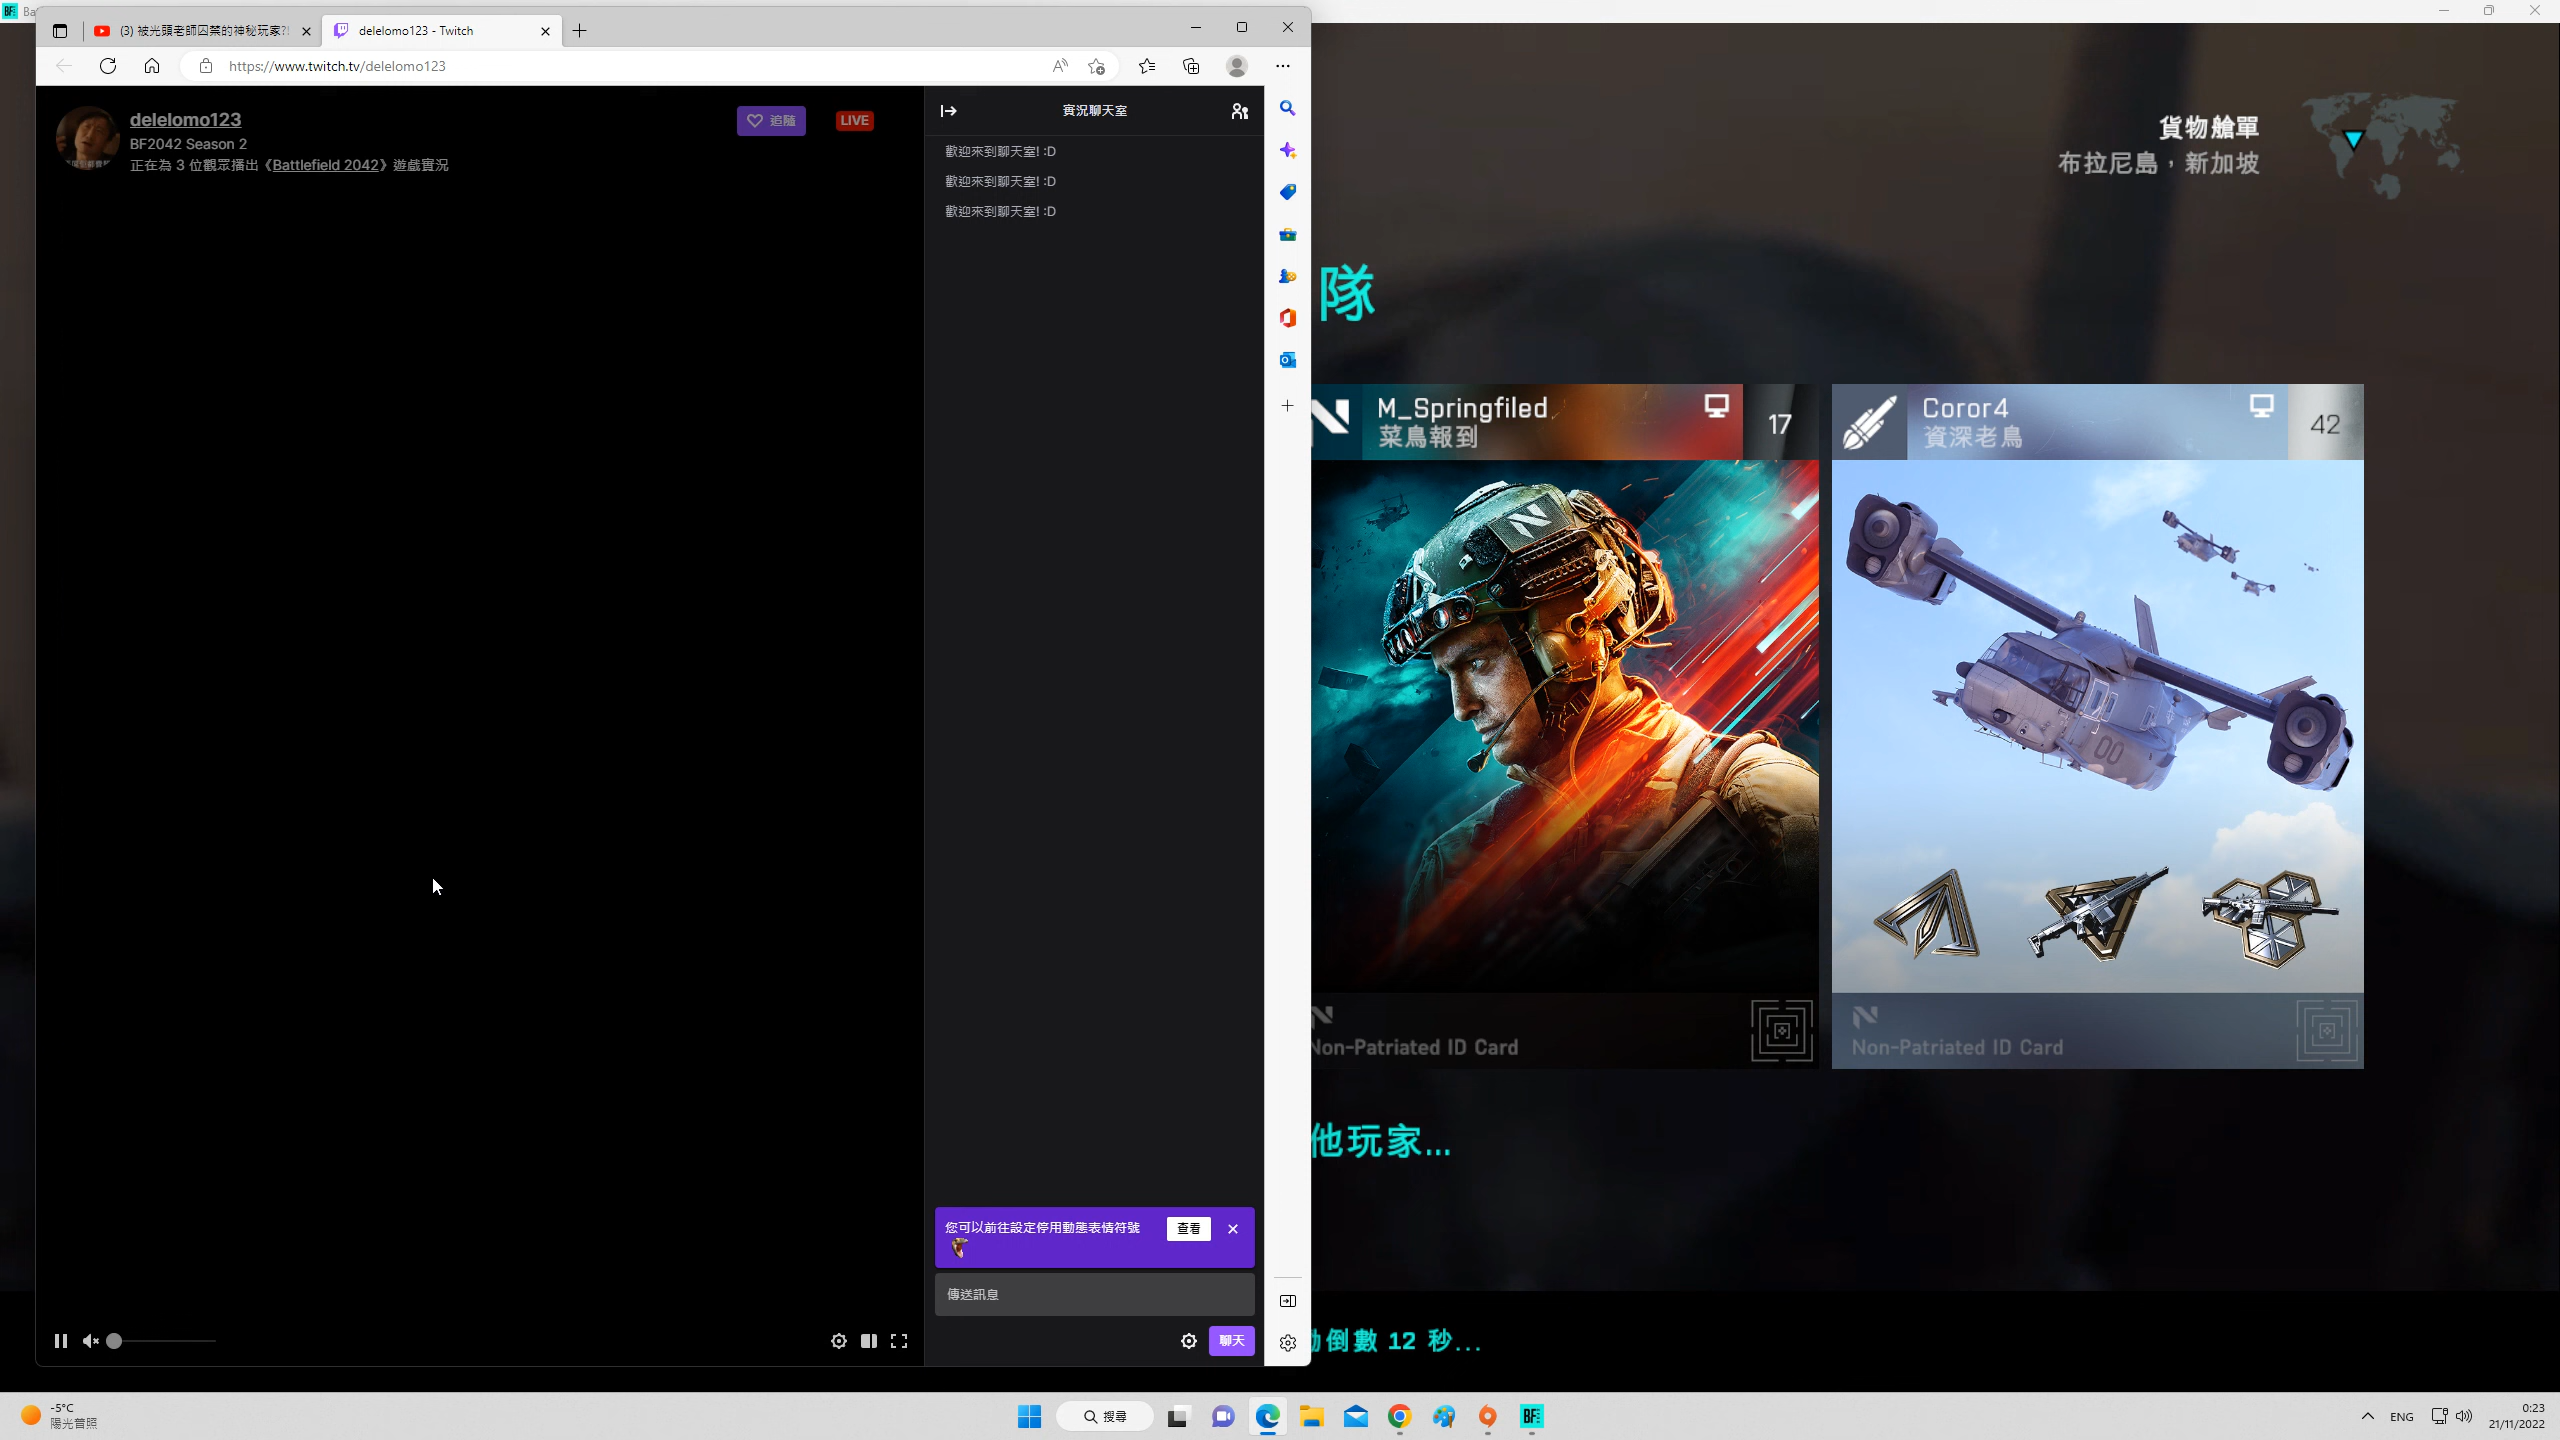 Ba
(3) 被光頭老師囚禁的神秘玩家?!
delelomo123 - Twitch
https://www.twitch.tv/delelomo123
delelomo123
BF2042 Season 2
正在為 3 位觀眾播出《Battlefield 2042》遊戲實況
追隨
LIVE
實況聊天室
歡迎來到聊天室! :D
歡迎來到聊天室! :D
歡迎來到聊天室! :D
您可以前往設定停用動態表情符號
查看
傳送訊息
聊天
貨物艙單
布拉尼島，新加坡
隊
M_Springfiled
菜鳥報到
17
Coror4
資深老鳥
42
00
Non-Patriated ID Card
Non-Patriated ID Card
他玩家...
動倒數 12 秒...
-5°C
陽光普照
搜尋
BF
ENG
0:23
21/11/2022